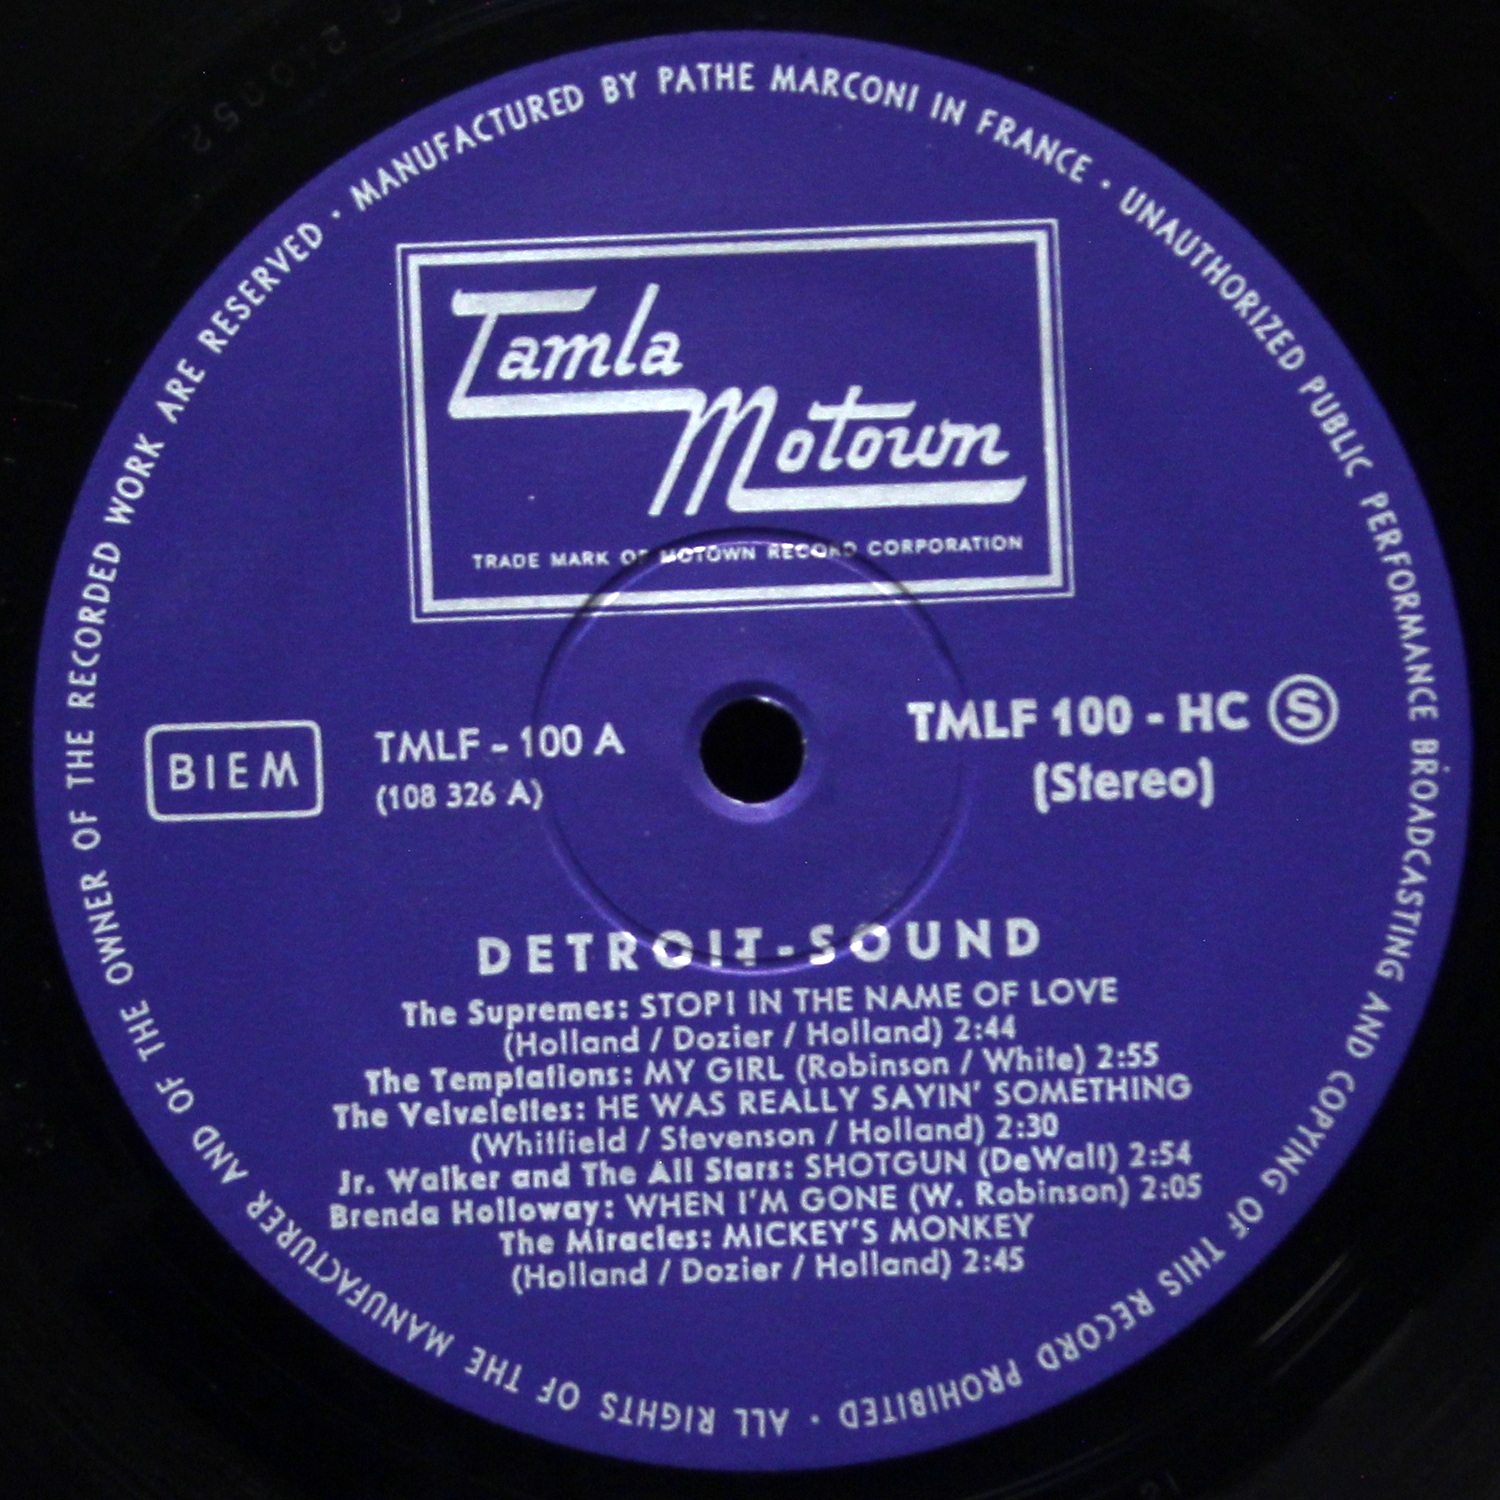 MANUFACTURED BY PATHE MARCONI IN FRANCE · UNAUTHORIZED PUBLIC PERFORMANCE BROADCASTING AND COPYING OF THIS RECORD PROHIBITED · ALL RIGHTS OF THE MANUFACTURER AND OF THE OWNER OF THE RECORDED WORK ARE RESERVED ·
Tamla
Motown
TRADE MARK OF MOTOWN RECORD CORPORATION
BIEM
TMLF - 100 A
(108 326 A)
TMLF 100 - HC S
(Stereo)
DETROIT-SOUND
The Supremes: STOP! IN THE NAME OF LOVE
(Holland / Dozier / Holland) 2:44
The Temptations: MY GIRL (Robinson / White) 2:55
The Velvelettes: HE WAS REALLY SAYIN' SOMETHING
(Whitfield / Stevenson / Holland) 2:30
Jr. Walker and The All Stars: SHOTGUN (DeWalt) 2:54
Brenda Holloway: WHEN I'M GONE (W. Robinson) 2:05
The Miracles: MICKEY'S MONKEY
(Holland / Dozier / Holland) 2:45